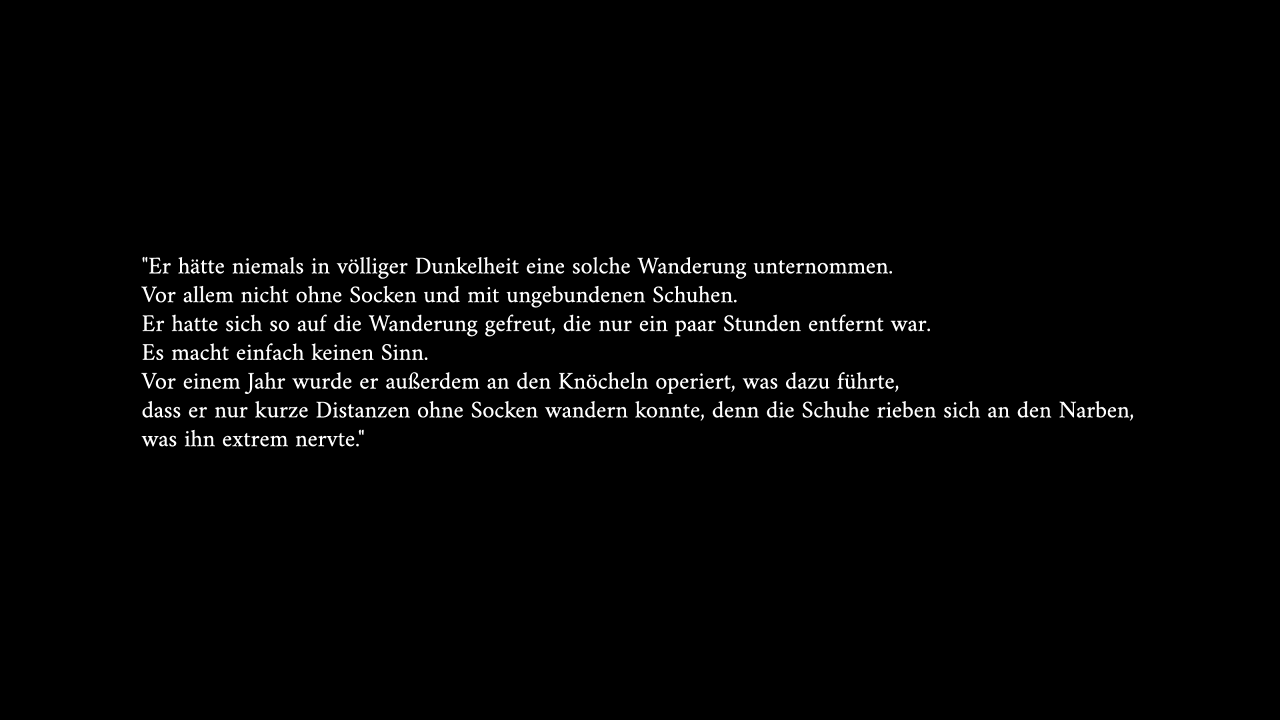 "Er hätte niemals in völliger Dunkelheit eine solche Wanderung unternommen.
Vor allem nicht ohne Socken und mit ungebundenen Schuhen.
Er hatte sich so auf die Wanderung gefreut, die nur ein paar Stunden entfernt war.
Es macht einfach keinen Sinn.
Vor einem Jahr wurde er außerdem an den Knöcheln operiert, was dazu führte,
dass er nur kurze Distanzen ohne Socken wandern konnte, denn die Schuhe rieben sich an den Narben,
was ihn extrem nervte."